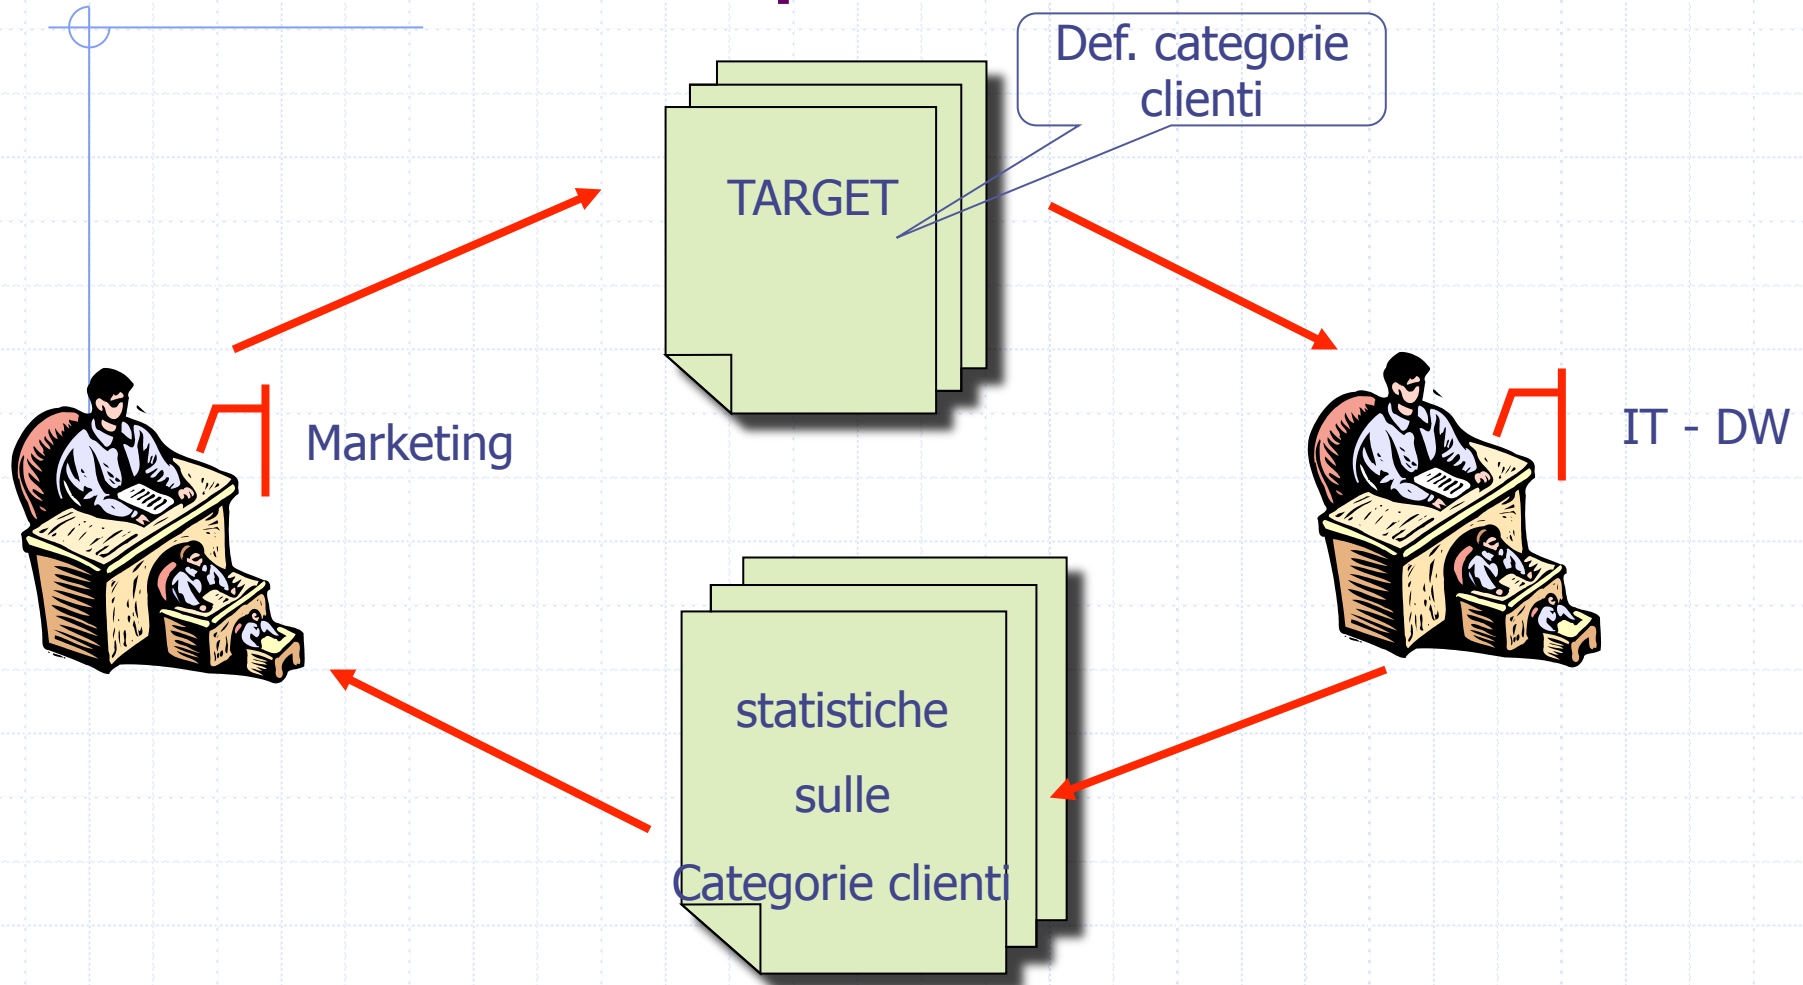 Def. categorie
clienti
TARGET
Marketing
IT - DW
statistiche
sulle
Categorie clienti